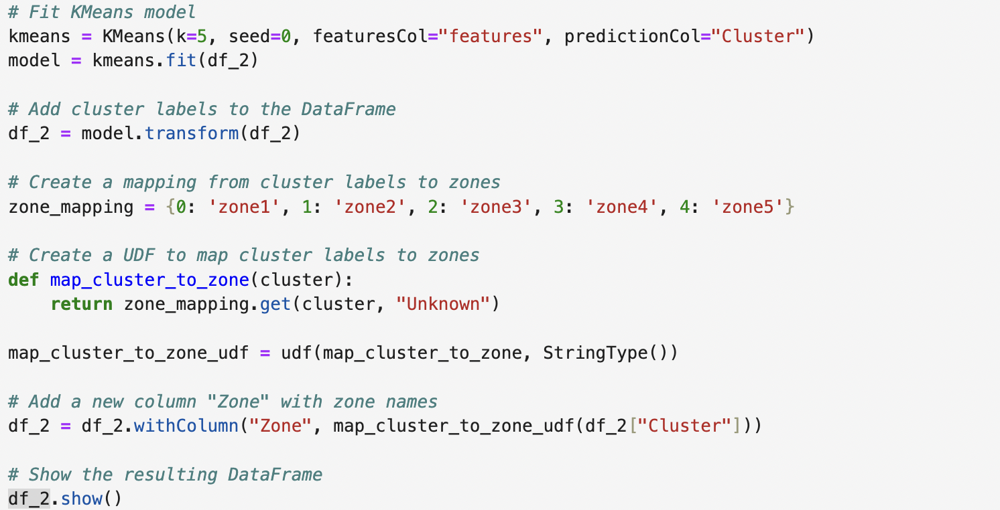 # Fit KMeans model
kmeans = KMeans(k=5, seed=0, featuresCol="features", predictionCol="Cluster")
model = kmeans.fit(df_2)
# Add cluster labels to the DataFrame
df_2 = model.transform(df_2)
# Create a mapping from cluster labels to zones
zone_mapping = {0: 'zone1', 1: 'zone2', 2: 'zone3', 3: 'zone4', 4: 'zone5'}
# Create a UDF to map cluster labels to zones
def map_cluster_to_zone(cluster):
    return zone_mapping.get(cluster, "Unknown")
map_cluster_to_zone_udf = udf(map_cluster_to_zone, StringType())
# Add a new column "Zone" with zone names
df_2 = df_2.withColumn("Zone", map_cluster_to_zone_udf(df_2["Cluster"]))
# Show the resulting DataFrame
df_2.show()